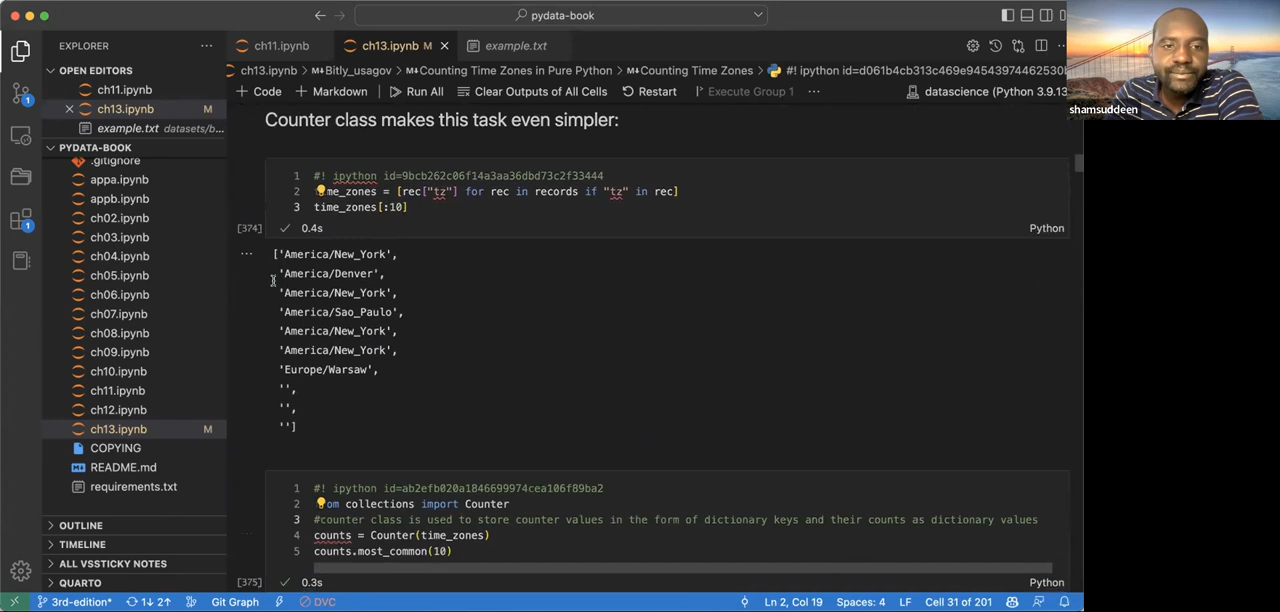 pydata-book
EXPLORER
OPEN EDITORS
ch11.ipynb
ch13.ipynb M
example.txt datasets/b...
PYDATA-BOOK
.gitignore
appa.ipynb
appb.ipynb
ch02.ipynb
ch03.ipynb
ch04.ipynb
ch05.ipynb
ch06.ipynb
ch07.ipynb
ch08.ipynb
ch09.ipynb
ch10.ipynb
ch11.ipynb
ch12.ipynb
ch13.ipynb M
COPYING
README.md
requirements.txt
OUTLINE
TIMELINE
ALL VSSTICKY NOTES
QUARTO
1
1
ch11.ipynb ch13.ipynb M example.txt
ch13.ipynb > Bitly_usagov > Counting Time Zones in Pure Python > Counting Time Zones > #! ipython id=d061b4cb313c469e94543974462530b
+ Code + Markdown Run All Clear Outputs of All Cells Restart Execute Group 1 ... datascience (Python 3.9.13
Counter class makes this task even simpler:
1 #! ipython id=9bcb262c06f14a3aa36dbd73c2f33444
2 me_zones = [rec["tz"] for rec in records if "tz" in rec]
3 time_zones[:10]
[374] 0.4s Python
['America/New_York',
'America/Denver',
'America/New_York',
'America/Sao_Paulo',
'America/New_York',
'America/New_York',
'Europe/Warsaw',
'',
'',
'']
1 #! ipython id=ab2efb020a1846699974cea106f89ba2
2 om collections import Counter
3 #counter class is used to store counter values in the form of dictionary keys and their counts as dictionary values
4 counts = Counter(time_zones)
5 counts.most_common(10)
[375] 0.3s Python
3rd-edition* 1↓ 2↑ Git Graph DVC Ln 2, Col 19 Spaces: 4 LF Cell 31 of 201
shamsuddeen